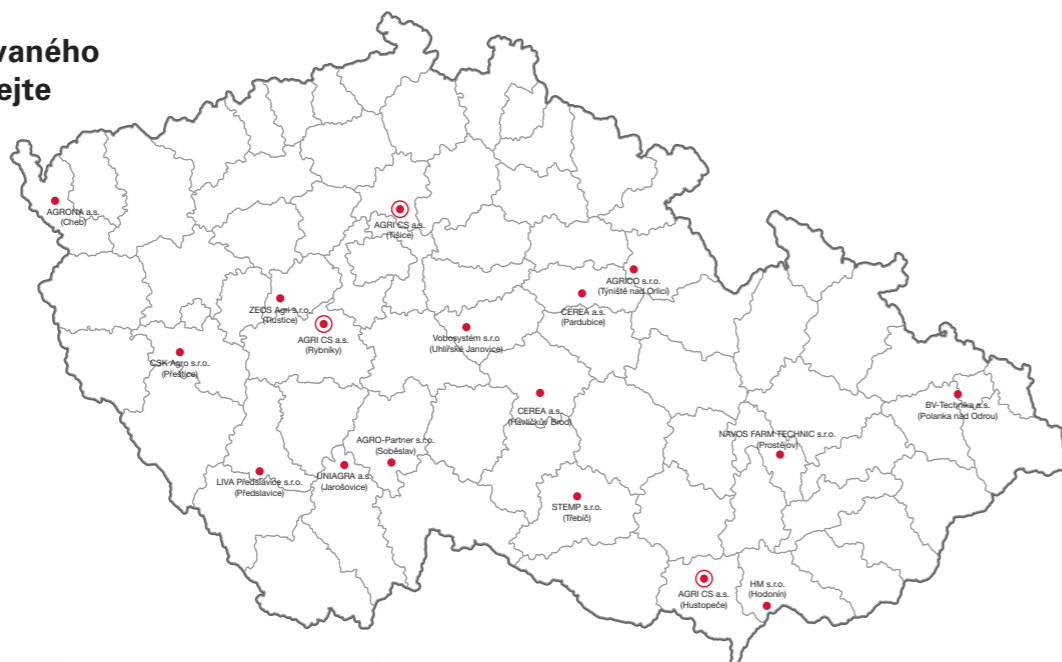 vaného
ejte
AGRONA a.s.
(Cheb)
AGRI CS a.s.
(Tišice)
AGRICO s.r.o.
(Týniště nad Orlicí)
ZEOS Agri s.r.o.
(Tlustice)
CEREA a.s.
(Pardubice)
AGRI CS a.s.
(Rybníky)
Vobosystém s.r.o
(Uhlířské Janovice)
CSK Agro s.r.o.
(Přeštice)
CEREA a.s.
(Havlíčkův Brod)
BV-Technika a.s.
(Polanka nad Odrou)
NAVOS FARM TECHNIC s.r.o.
(Prostějov)
AGRO-Partner s.r.o.
(Soběslav)
LIVA Předslavice s.r.o.
(Předslavice)
UNIAGRA a.s.
(Jarošovice)
STEMP s.r.o.
(Třebíč)
AGRI CS a.s.
(Hustopeče)
HM s.r.o.
(Hodonín)